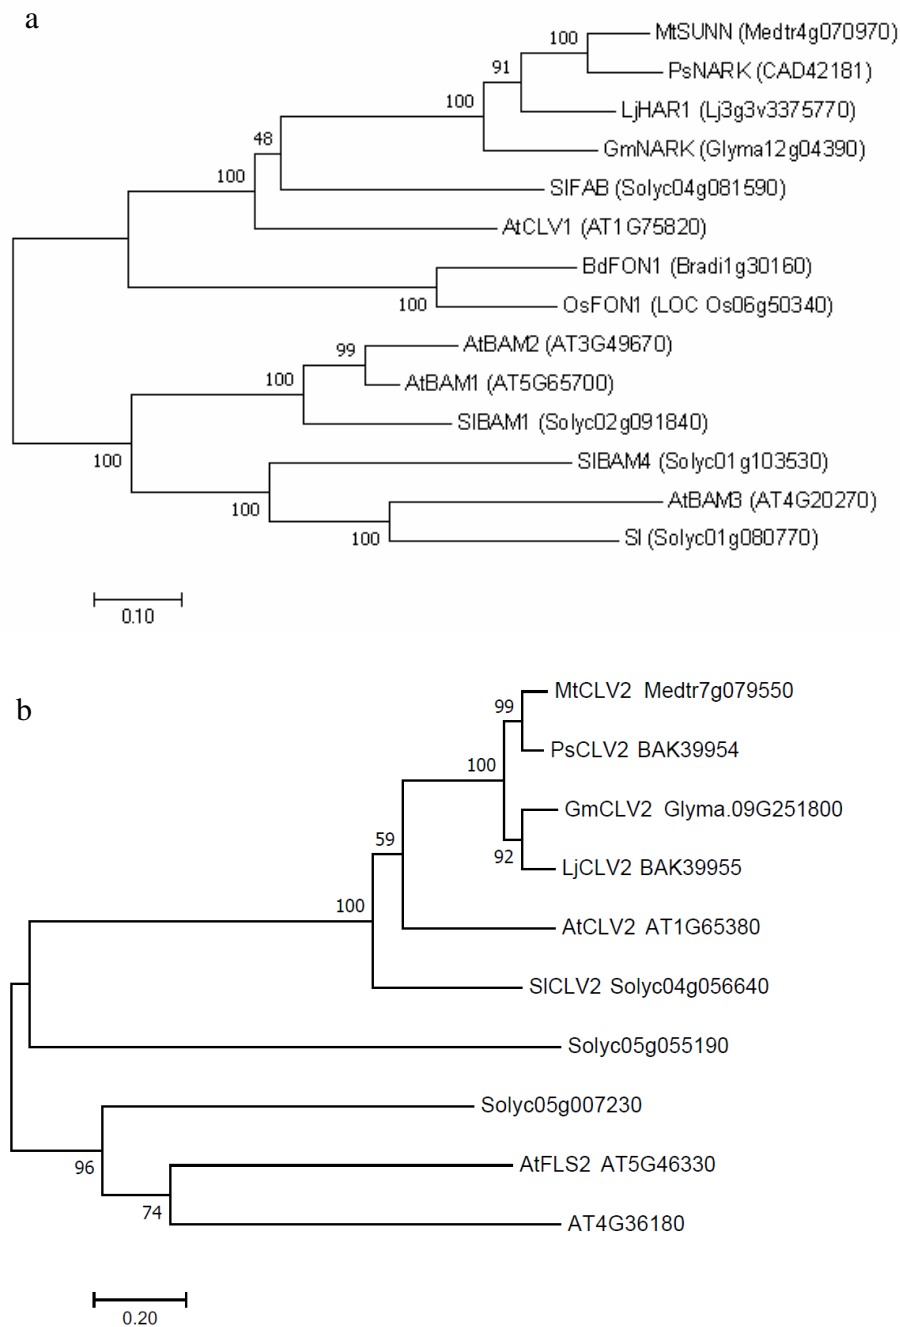 a
MtSUNN (Medtr4g070970)
100
PsNARK (CAD42181)
91
LjHAR1 (Lj3g3v3375770)
100
GmNARK (Glyma12g04390)
48
SlFAB (Solyc04g081590)
100
AtCLV1 (AT1G75820)
BdFON1 (Bradi1g30160)
100
OsFON1 (LOC Os06g50340)
AtBAM2 (AT3G49670)
99
AtBAM1 (AT5G65700)
100
SlBAM1 (Solyc02g091840)
100
SlBAM4 (Solyc01g103530)
AtBAM3 (AT4G20270)
100
100
Sl (Solyc01g080770)
0.10
b
MtCLV2 Medtr7g079550
99
PsCLV2 BAK39954
100
GmCLV2 Glyma.09G251800
59
92
LjCLV2 BAK39955
100
AtCLV2 AT1G65380
SlCLV2 Solyc04g056640
Solyc05g055190
Solyc05g007230
96
AtFLS2 AT5G46330
74
AT4G36180
0.20